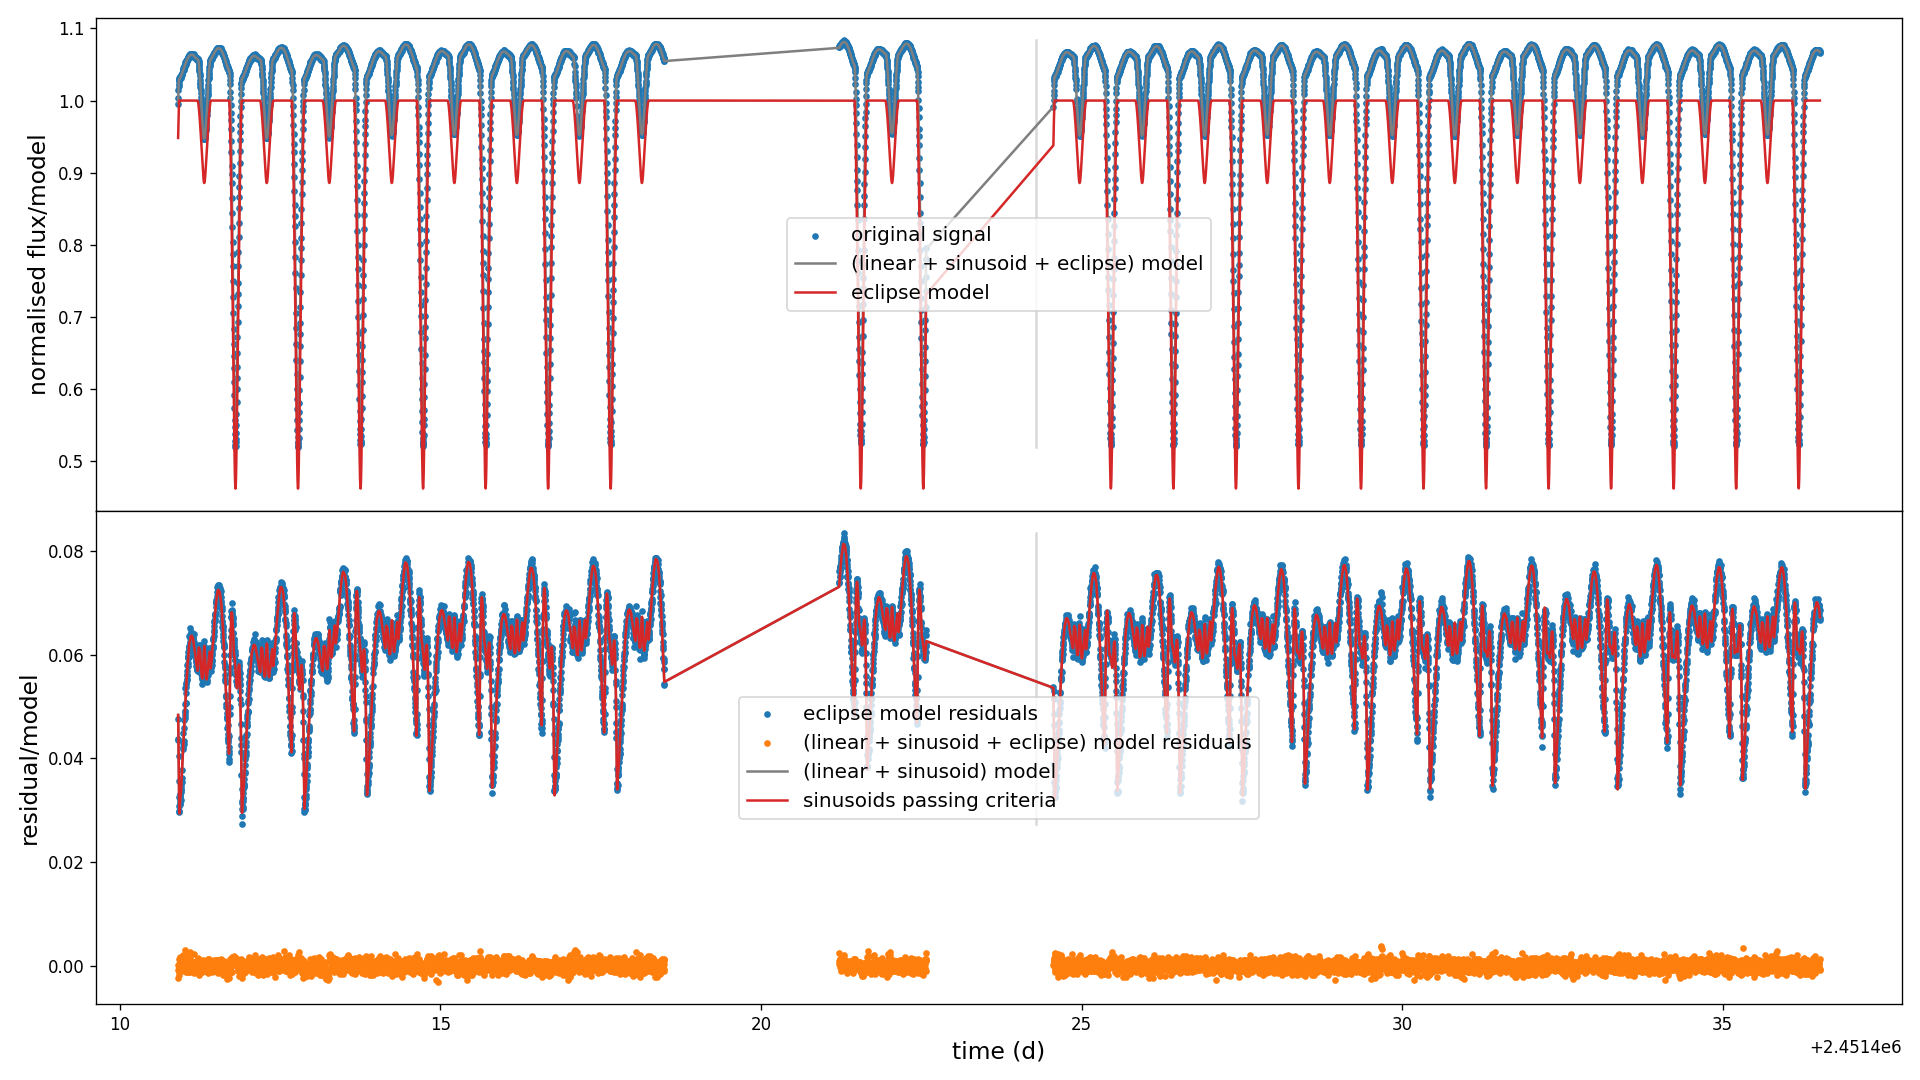 1.1
1.0
0.9
0.8
0.7
0.6
0.5
normalised flux/model
original signal
(linear + sinusoid + eclipse) model
eclipse model
0.08
0.06
0.04
0.02
0.00
residual/model
eclipse model residuals
(linear + sinusoid + eclipse) model residuals
(linear + sinusoid) model
sinusoids passing criteria
10 15 20 25 30 35
time (d)
+2.4514e6